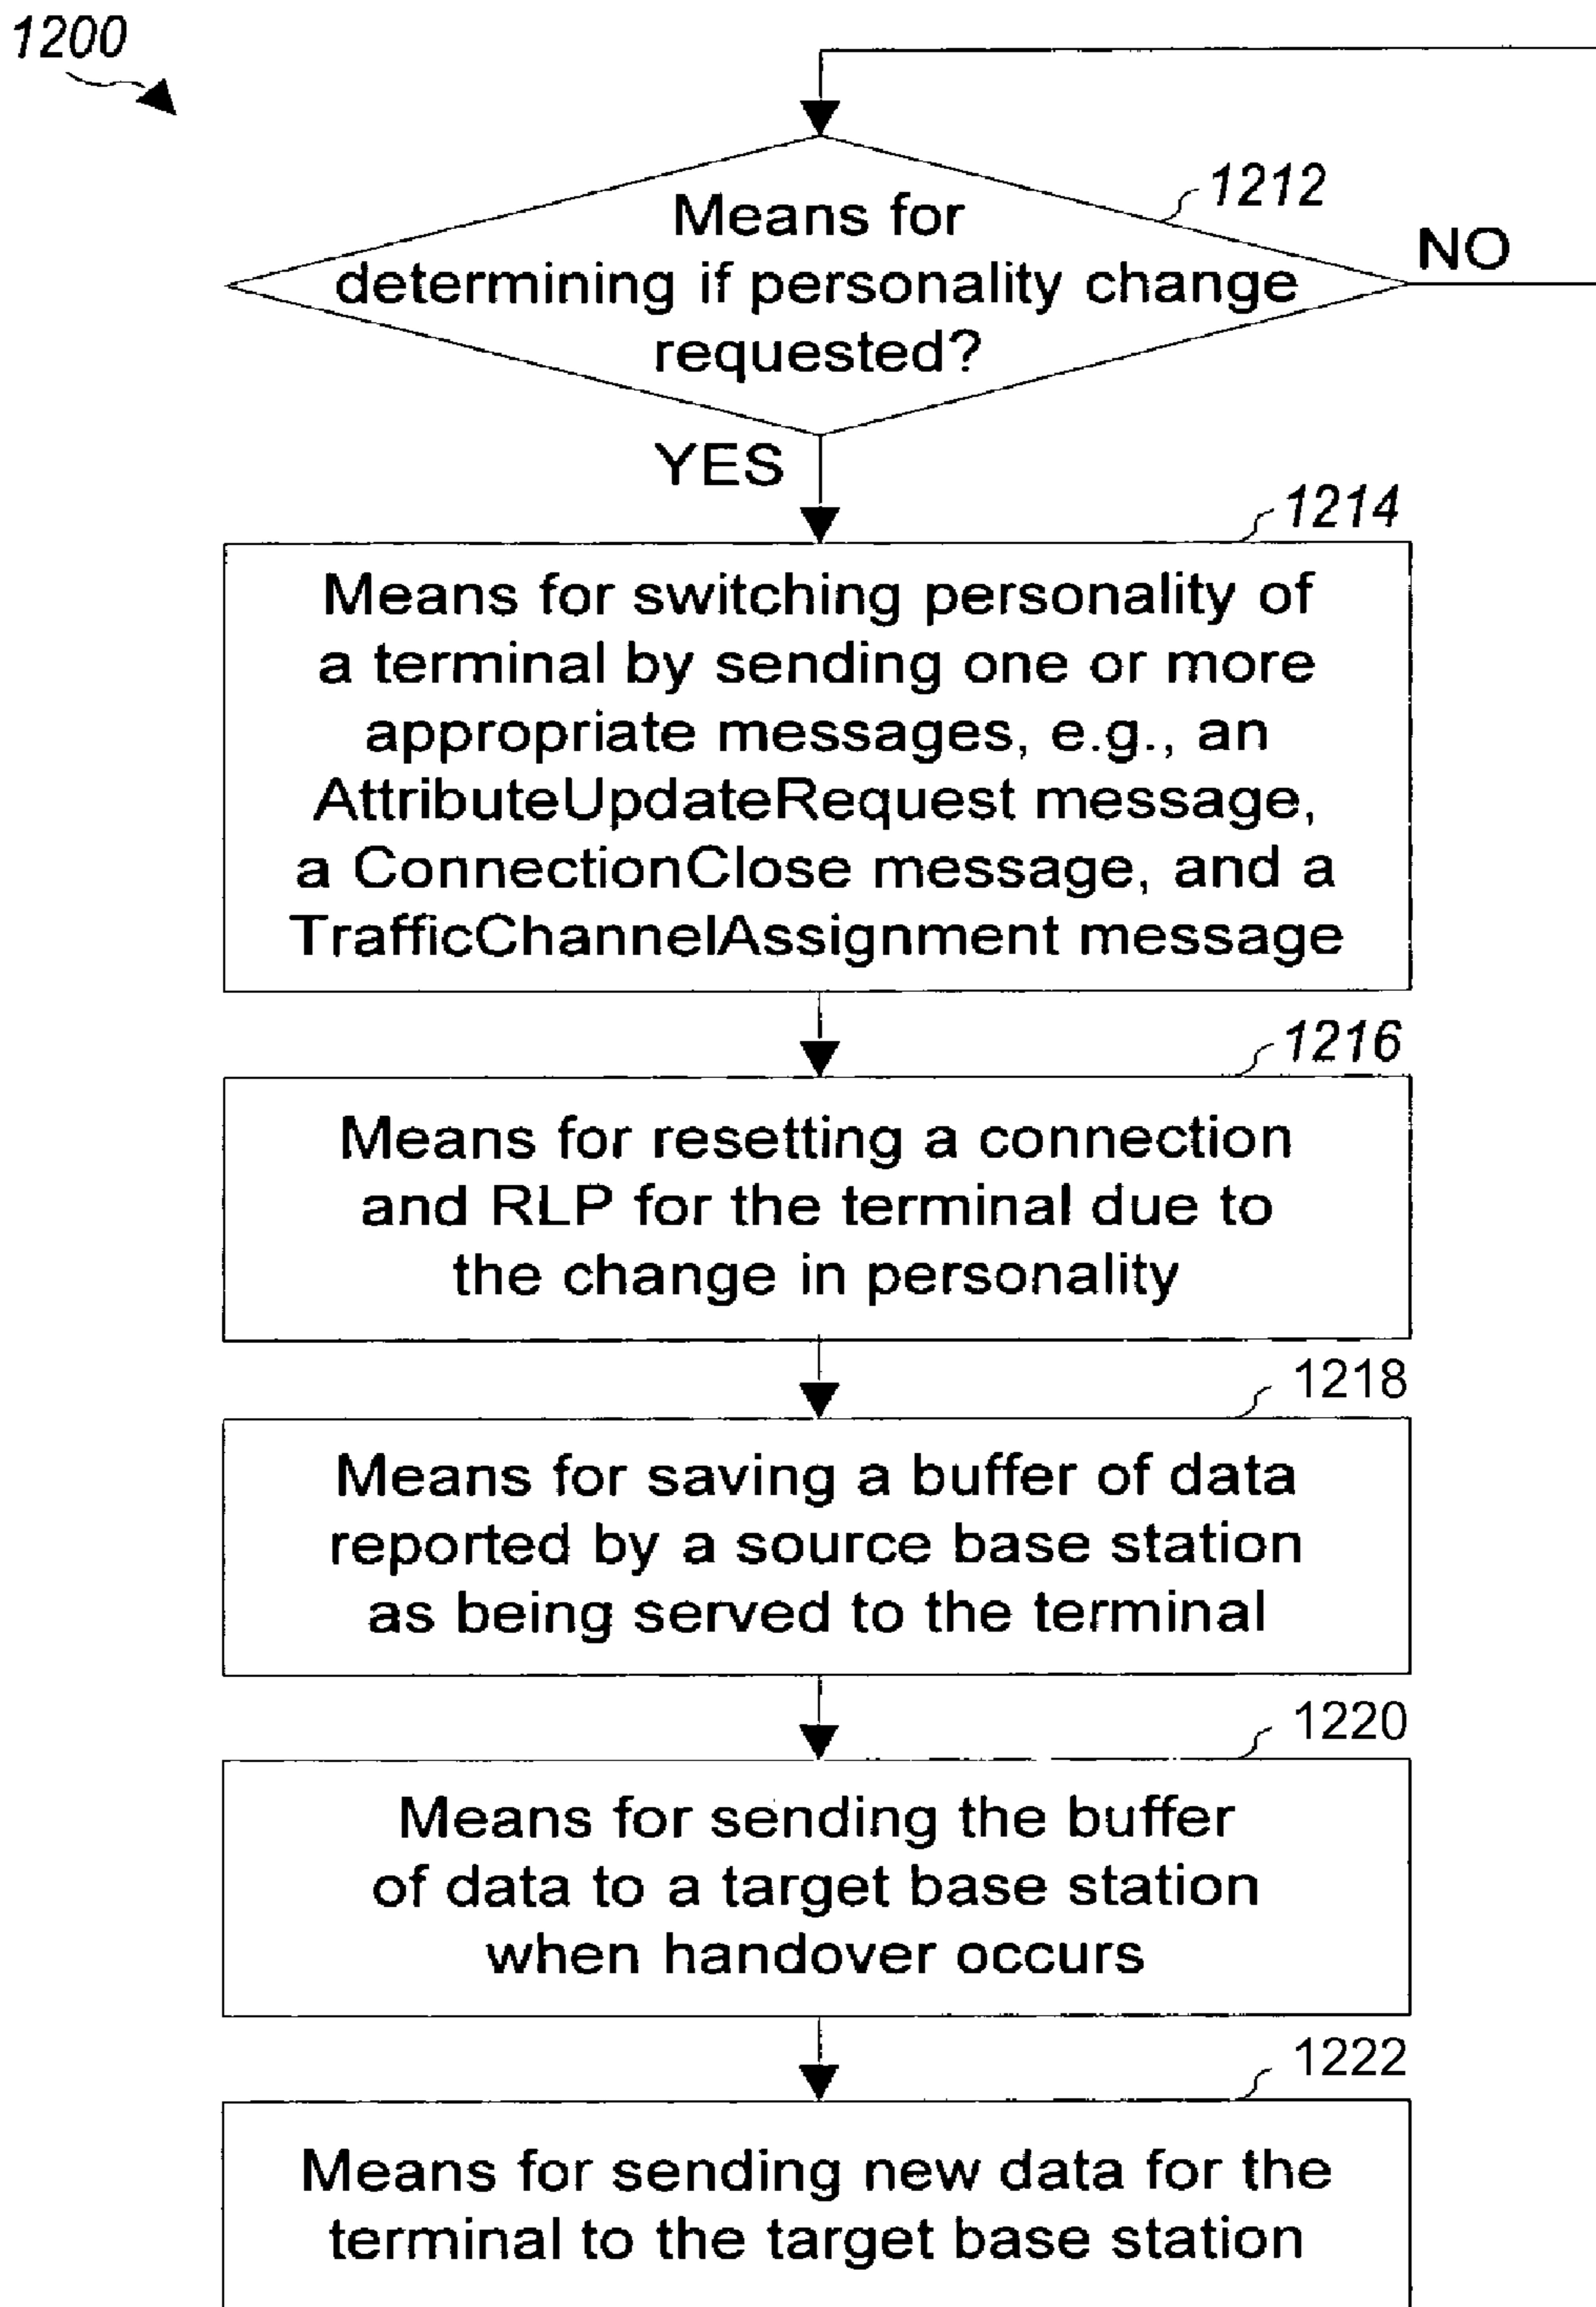 1200
1212
Means for
determining if personality change
requested?
NO
YES
1214
Means for switching personality of
a terminal by sending one or more
appropriate messages, e.g., an
AttributeUpdateRequest message,
a ConnectionClose message, and a
TrafficChannelAssignment message
1216
Means for resetting a connection
and RLP for the terminal due to
the change in personality
1218
Means for saving a buffer of data
reported by a source base station
as being served to the terminal
1220
Means for sending the buffer
of data to a target base station
when handover occurs
1222
Means for sending new data for the
terminal to the target base station